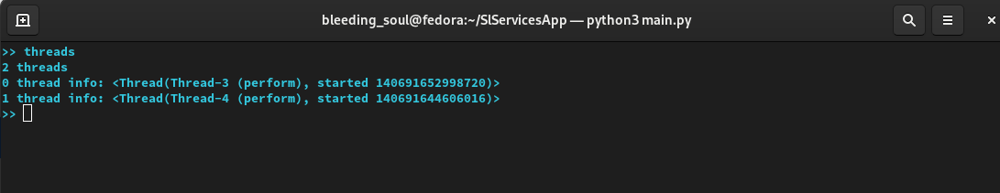 bleeding_soul@fedora:~/SlServicesApp — python3 main.py
>> threads
2 threads
0 thread info: <Thread(Thread-3 (perform), started 140691652998720)>
1 thread info: <Thread(Thread-4 (perform), started 140691644606016)>
>>